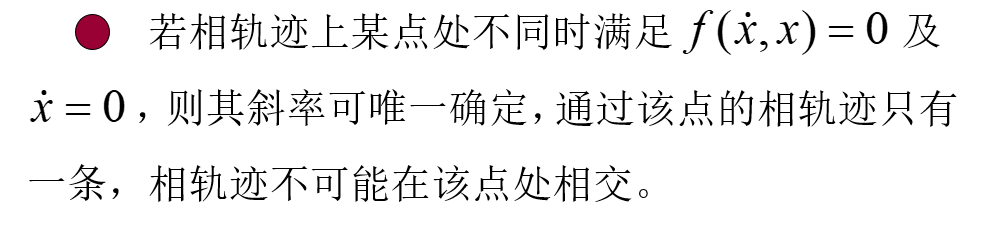 ● 若相轨迹上某点处不同时满足 f(ẋ, x) = 0 及
ẋ = 0，则其斜率可唯一确定，通过该点的相轨迹只有
一条，相轨迹不可能在该点处相交。